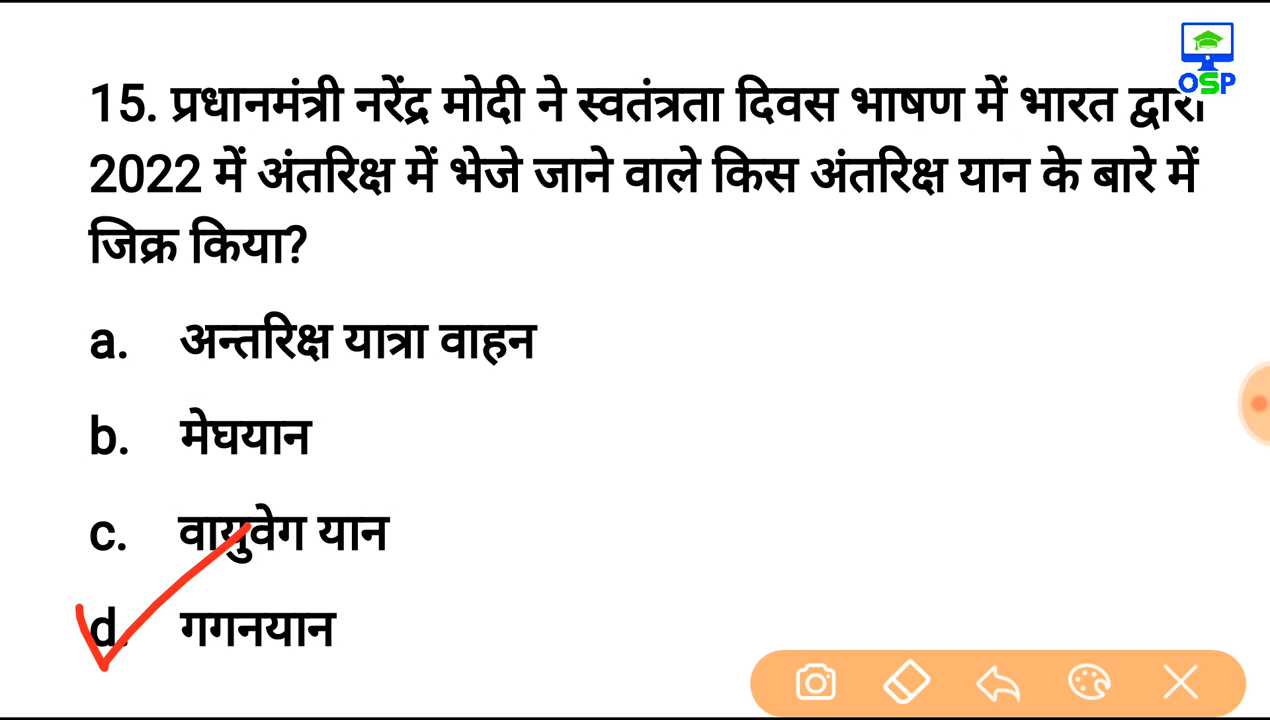 OSP
15. प्रधानमंत्री नरेंद्र मोदी ने स्वतंत्रता दिवस भाषण में भारत द्वारा
2022 में अंतरिक्ष में भेजे जाने वाले किस अंतरिक्ष यान के बारे में
जिक्र किया?
a. अन्तरिक्ष यात्रा वाहन
b. मेघयान
c. वायुवेग यान
d. गगनयान